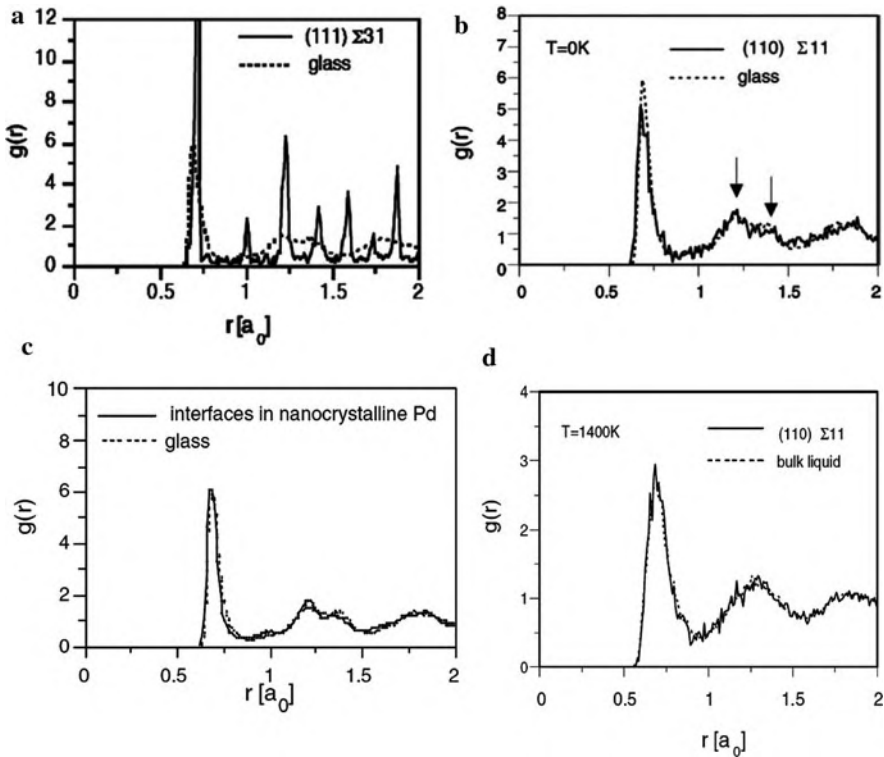 a
12
10
8
6
4
2
0
g(r)
(111) Σ31
glass
0
0.5
1
1.5
2
r[a₀]
b
8
7
6
5
4
3
2
1
0
g(r)
T=0K
(110) Σ11
glass
0
0.5
1
1.5
2
r [a₀]
c
10
8
6
4
2
0
g(r)
interfaces in nanocrystalline Pd
glass
0
0.5
1
1.5
2
r [a₀]
d
4
3
2
1
0
g(r)
T=1400K
(110) Σ11
bulk liquid
0
0.5
1
1.5
2
r [a₀]